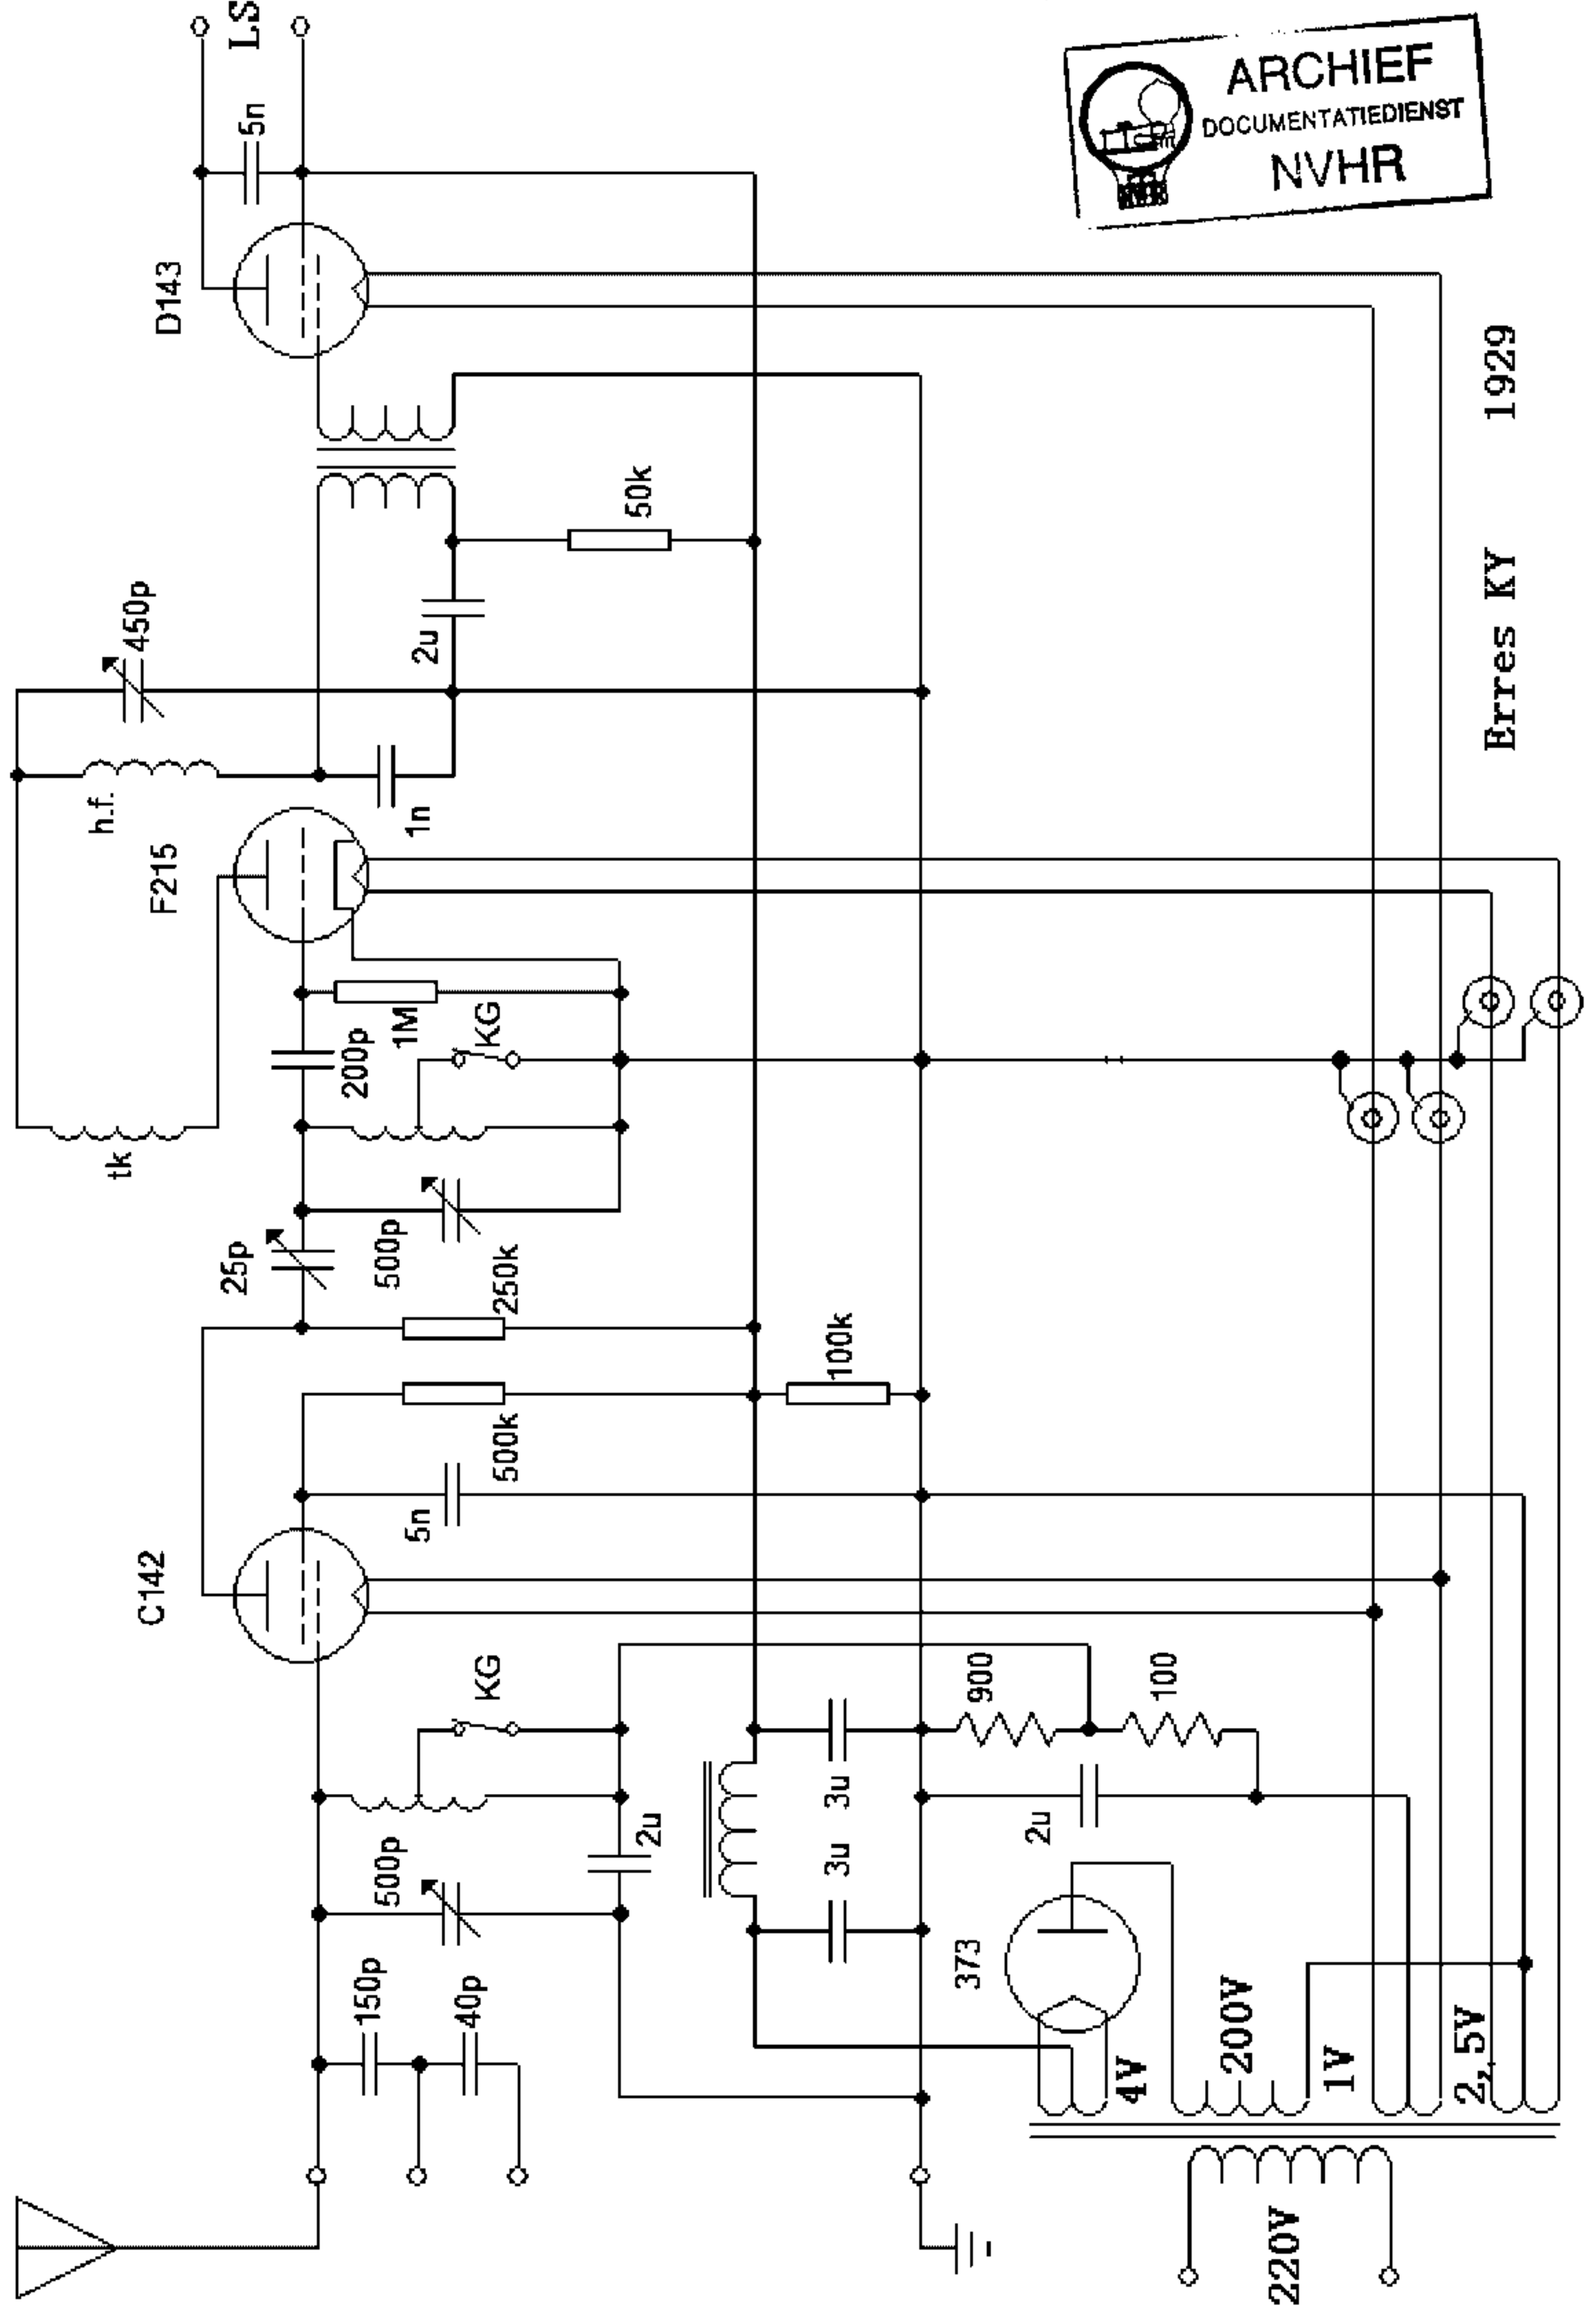 C142
F215
D143
LS
5n
tk
h.f.
450p
25p
200p
1M
KG
1n
2u
50k
500p
250k
500k
5n
100k
150p
40p
500p
KG
2u
3u
3u
900
100
2u
373
4V
200V
1V
2,5V
220V
Erres KY 1929
ARCHIEF
DOCUMENTATIEDIENST
NVHR